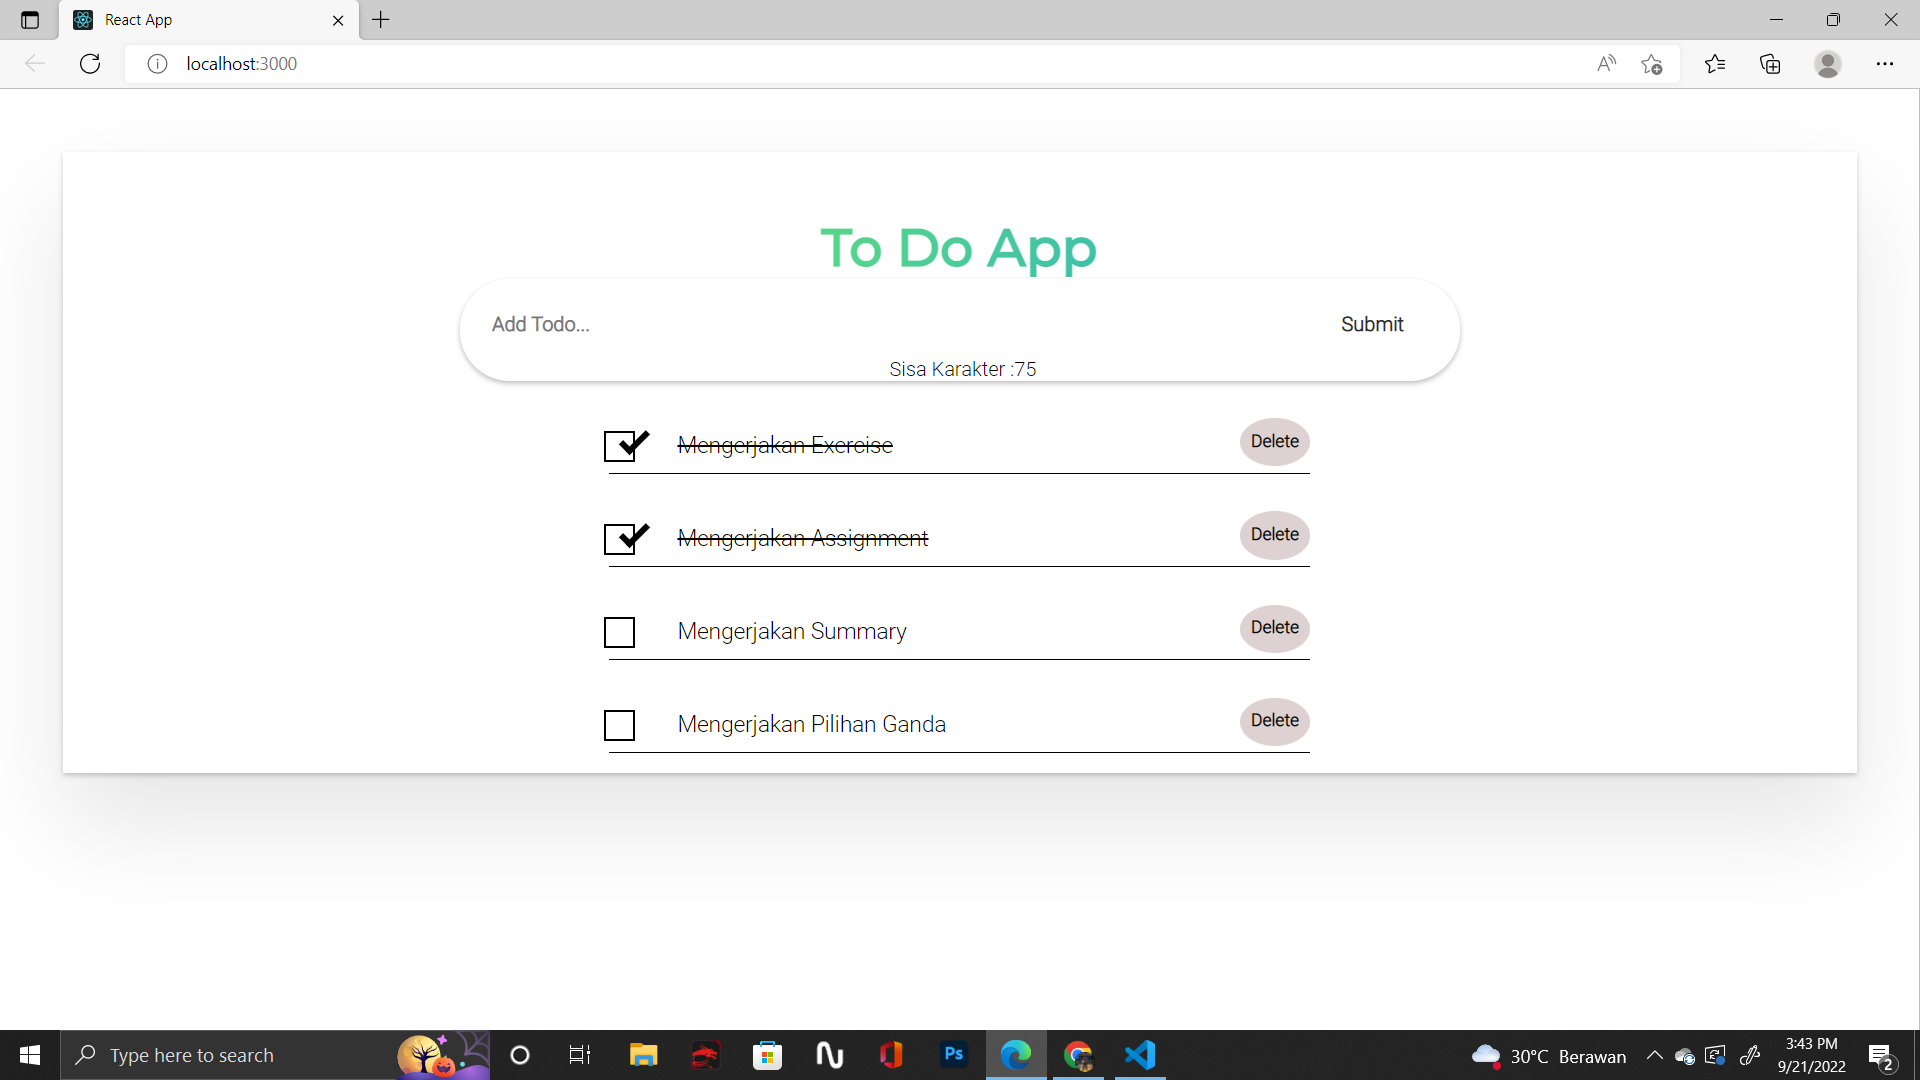 React App
localhost:3000
To Do App
Add Todo...
Submit
Sisa Karakter :75
Mengerjakan Exercise
Delete
Mengerjakan Assignment
Delete
Mengerjakan Summary
Delete
Mengerjakan Pilihan Ganda
Delete
Type here to search
Ps
30°C Berawan
3:43 PM
9/21/2022
2